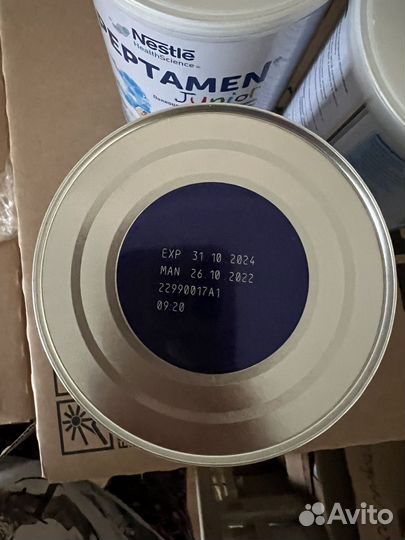 Nestlé
HealthScience
PEPTAMEN
Junior
EXP 31.10.2024
MAN 26.10.2022
22990017A1
09:20
Avito